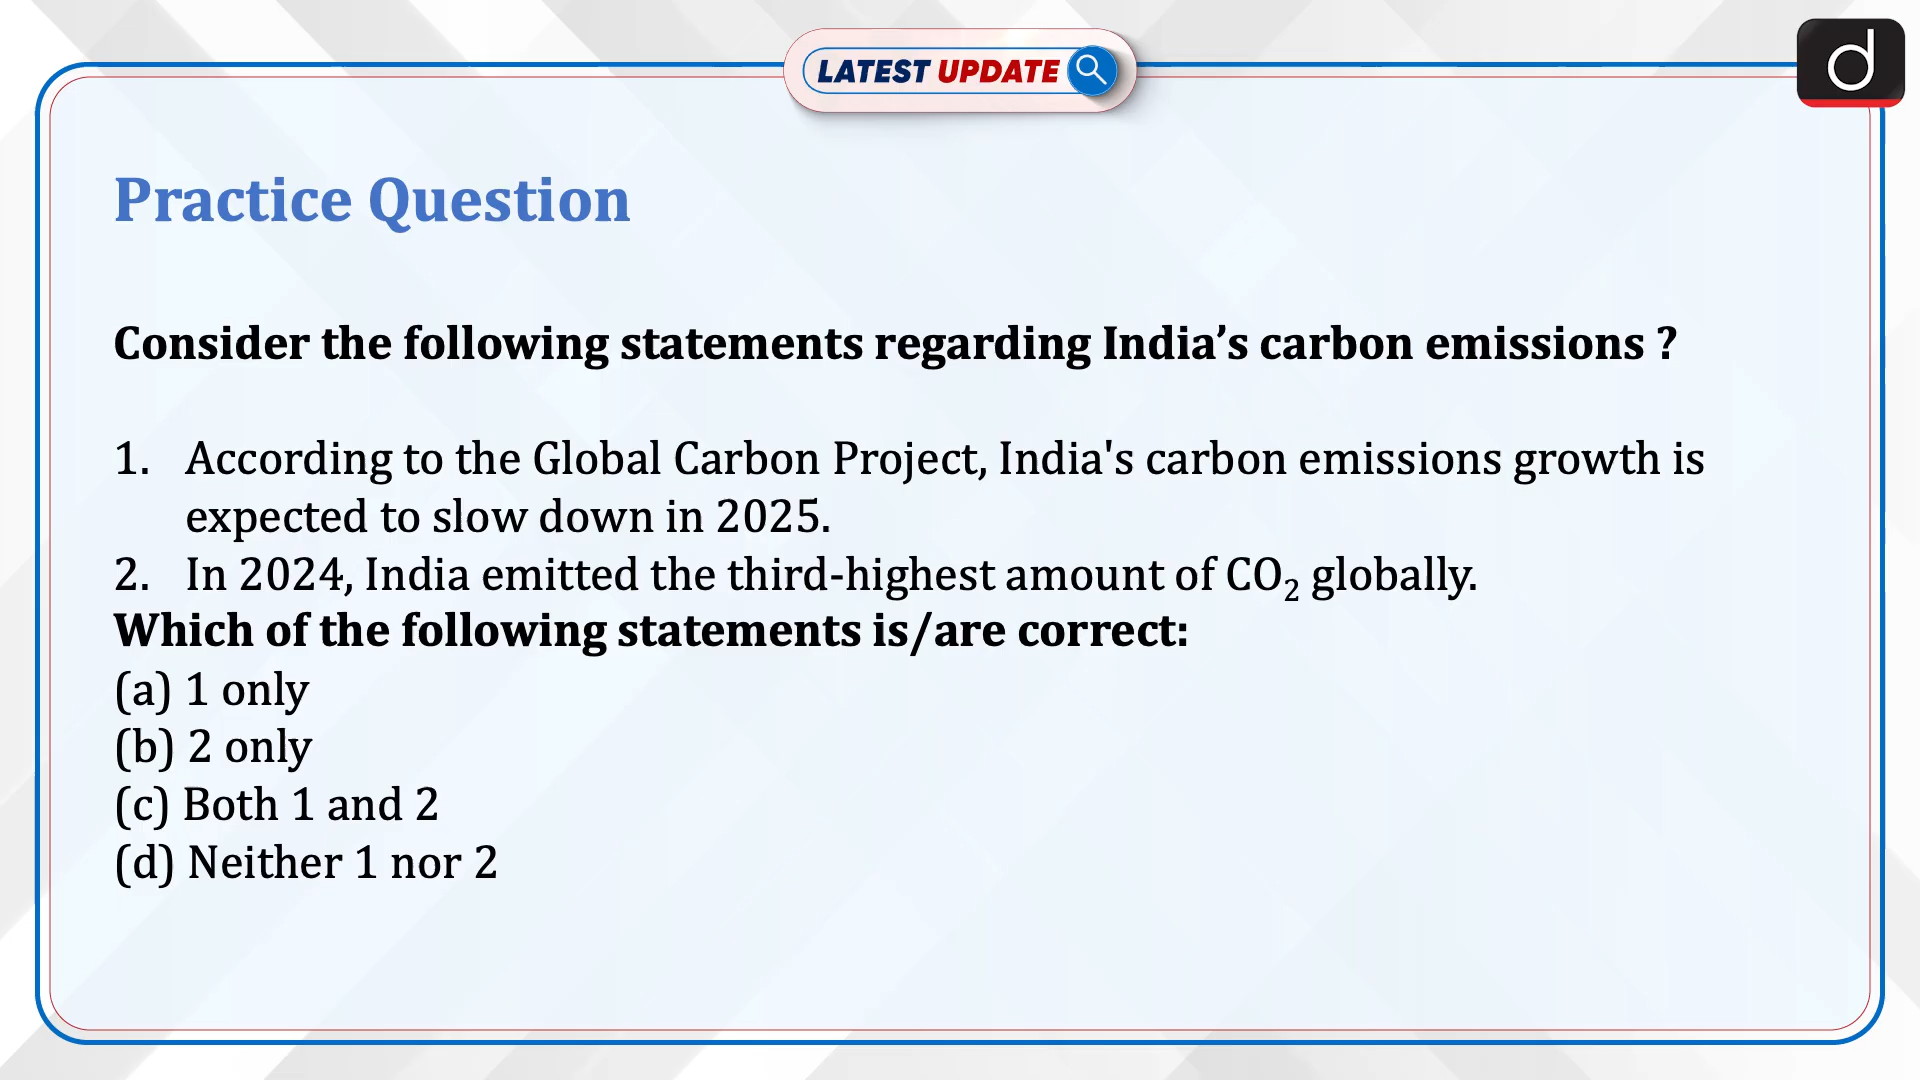 LATEST UPDATE
d
Practice Question
Consider the following statements regarding India’s carbon emissions ?
1. According to the Global Carbon Project, India's carbon emissions growth is
expected to slow down in 2025.
2. In 2024, India emitted the third-highest amount of CO₂ globally.
Which of the following statements is/are correct:
(a) 1 only
(b) 2 only
(c) Both 1 and 2
(d) Neither 1 nor 2